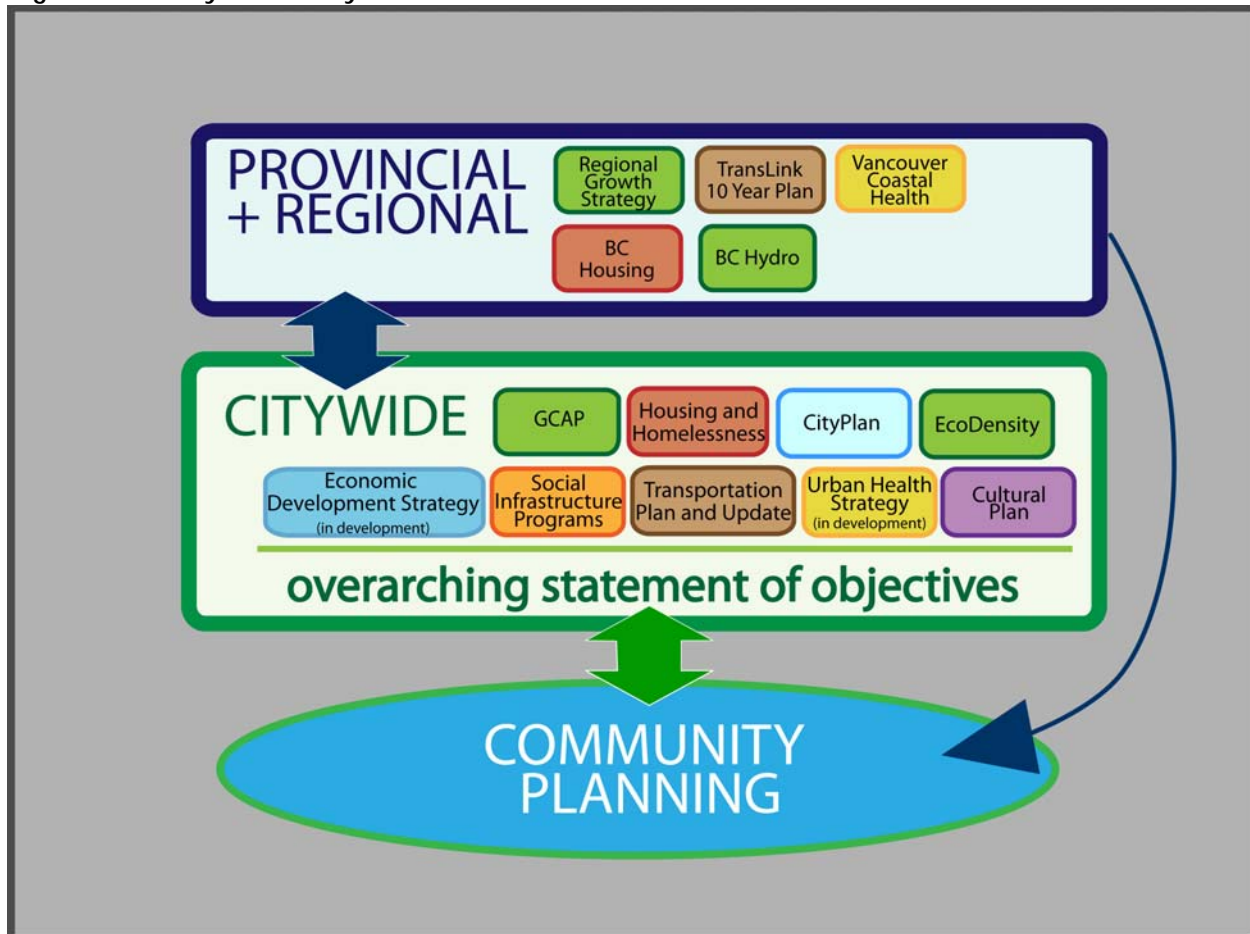 PROVINCIAL
+ REGIONAL
Regional
Growth
Strategy
TransLink
10 Year Plan
Vancouver
Coastal
Health
BC
Housing
BC Hydro
CITYWIDE
GCAP
Housing and
Homelessness
CityPlan
EcoDensity
Economic
Development Strategy
(in development)
Social
Infrastructure
Programs
Transportation
Plan and Update
Urban Health
Strategy
(in development)
Cultural
Plan
overarching statement of objectives
COMMUNITY
PLANNING